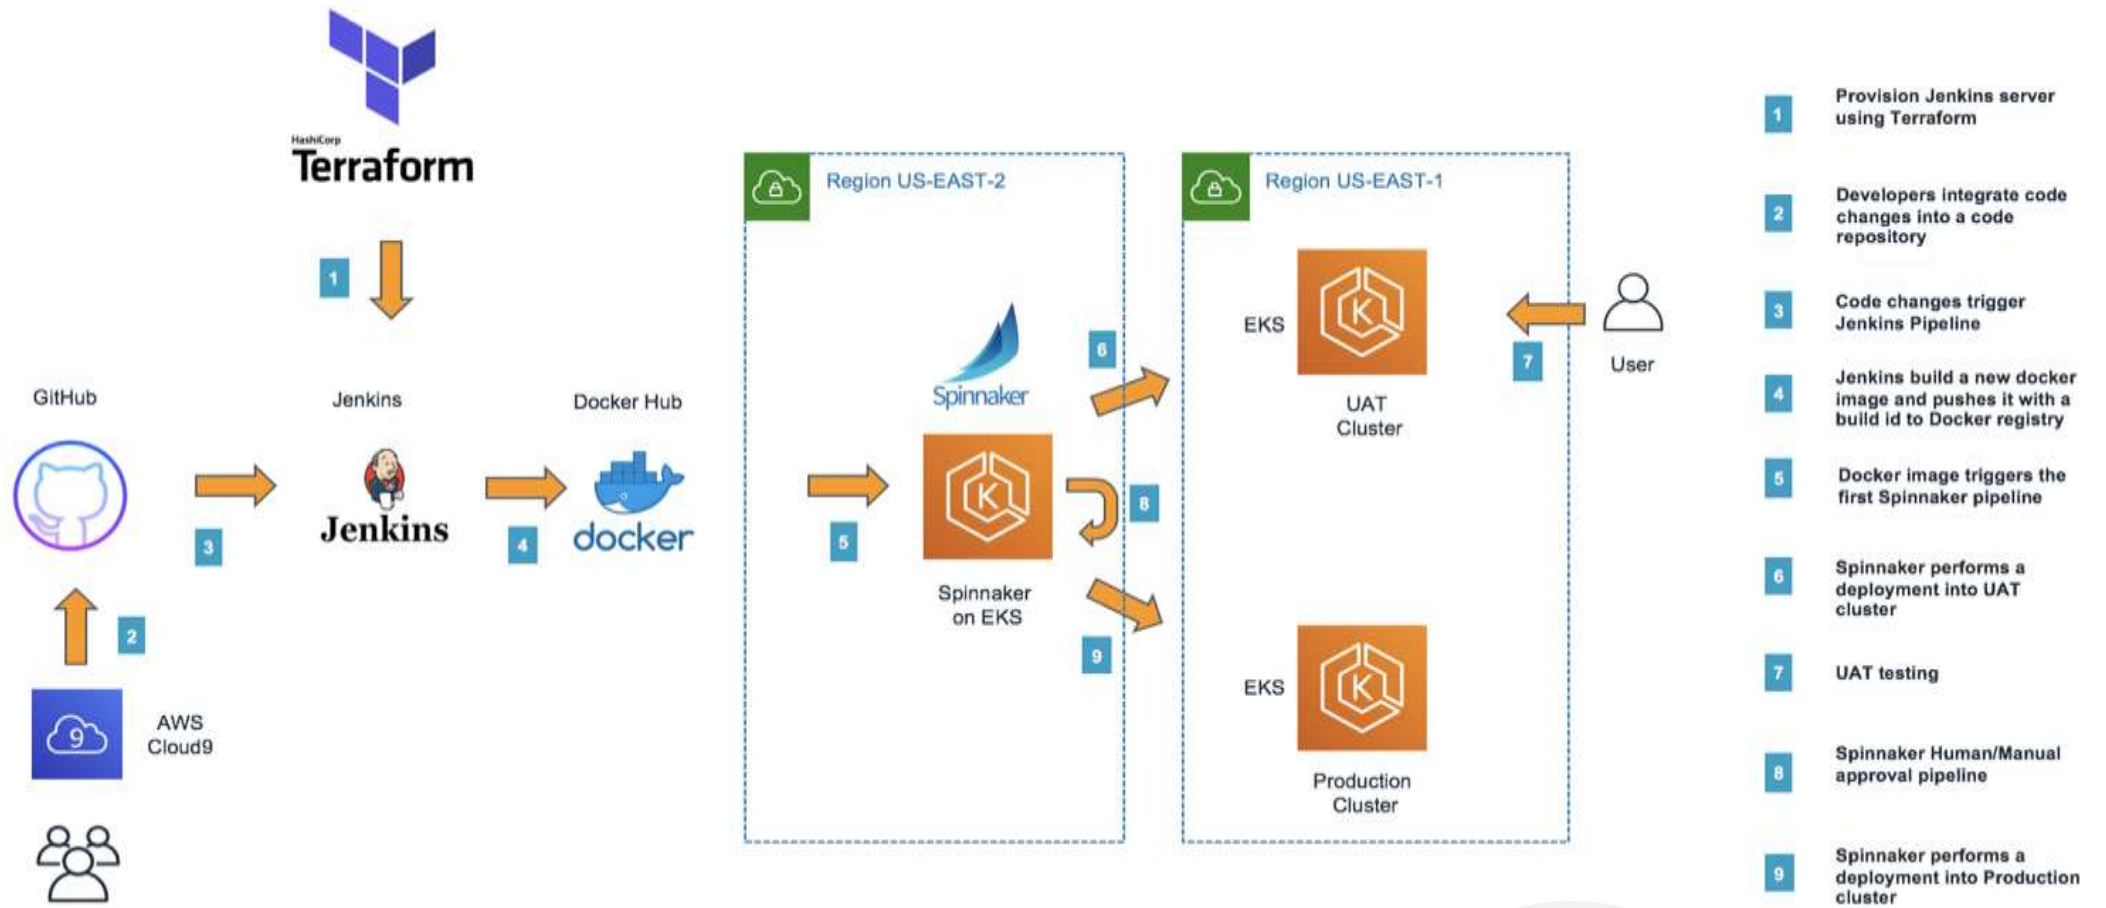 HashiCorp
Terraform
1
GitHub
3
2
AWS
Cloud9
9
Jenkins
Jenkins
4
Docker Hub
docker
Region US-EAST-2
5
Spinnaker
K
Spinnaker
on EKS
6
8
9
Region US-EAST-1
EKS
K
UAT
Cluster
7
User
EKS
K
Production
Cluster
1
Provision Jenkins server
using Terraform
2
Developers integrate code
changes into a code
repository
3
Code changes trigger
Jenkins Pipeline
4
Jenkins build a new docker
image and pushes it with a
build id to Docker registry
5
Docker image triggers the
first Spinnaker pipeline
6
Spinnaker performs a
deployment into UAT
cluster
7
UAT testing
8
Spinnaker Human/Manual
approval pipeline
9
Spinnaker performs a
deployment into Production
cluster